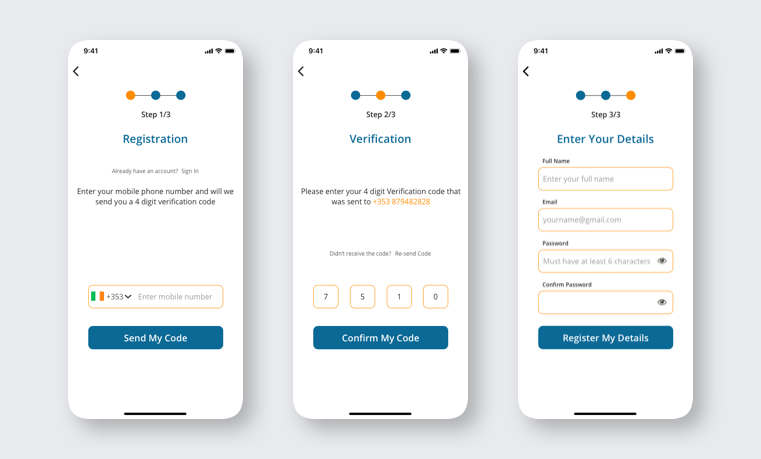 9:41
Step 1/3
Registration
Already have an account? Sign In
Enter your mobile phone number and will we
send you a 4 digit verification code
+353 Enter mobile number
Send My Code
9:41
Step 2/3
Verification
Please enter your 4 digit Verification code that
was sent to +353 879482828
Didn't receive the code? Re-send Code
7 5 1 0
Confirm My Code
9:41
Step 3/3
Enter Your Details
Full Name
Enter your full name
Email
yourname@gmail.com
Password
Must have at least 6 characters
Confirm Password
Register My Details